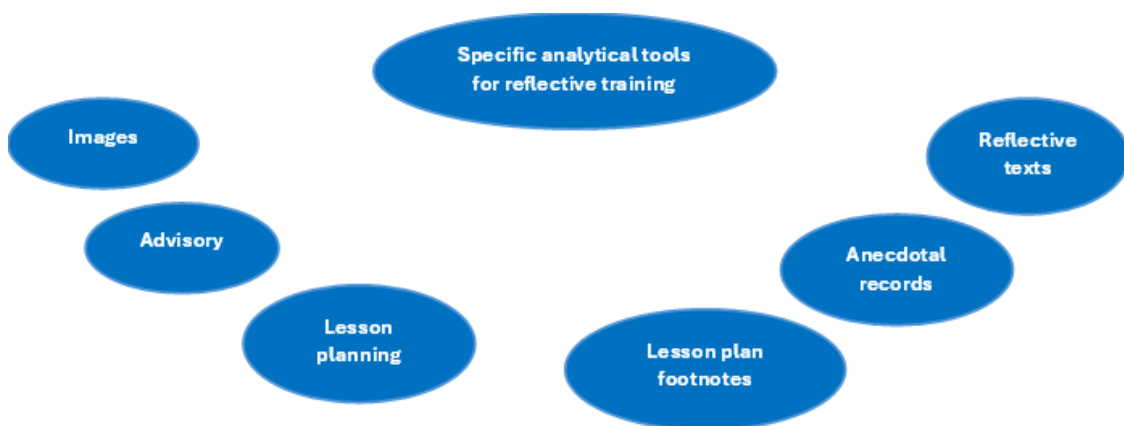 Specific analytical tools
for reflective training
Images
Reflective
texts
Advisory
Anecdotal
records
Lesson
planning
Lesson plan
footnotes